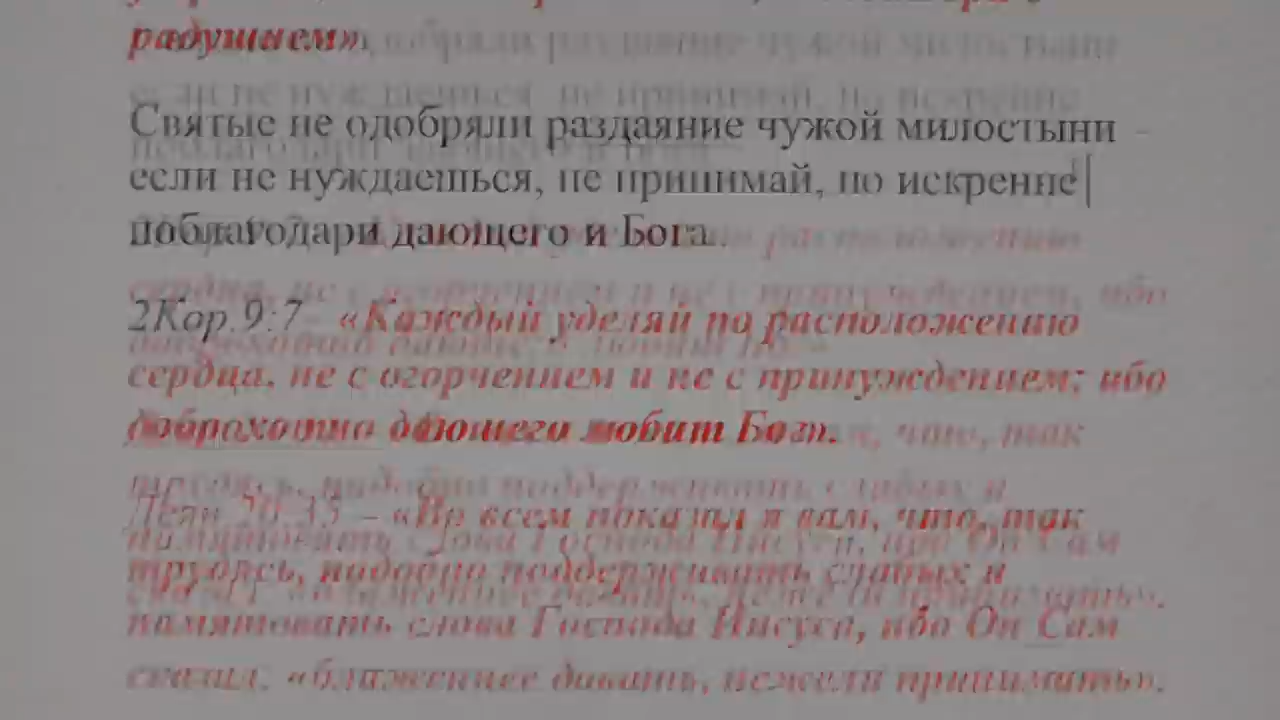 радушием».
Святые не одобряли раздаяние чужой милостыни –
если не нуждаешься, не принимай, но искренне
поблагодари дающего и Бога.
2Кор.9:7 – «Каждый уделяй по расположению
сердца, не с огорчением и не с принуждением; ибо
доброхотно дающего любит Бог».
Деян.20:35 – «Во всем показал я вам, что, так
трудясь, надобно поддерживать слабых и
памятовать слова Господа Иисуса, ибо Он Сам
сказал: «блаженнее давать, нежели принимать».